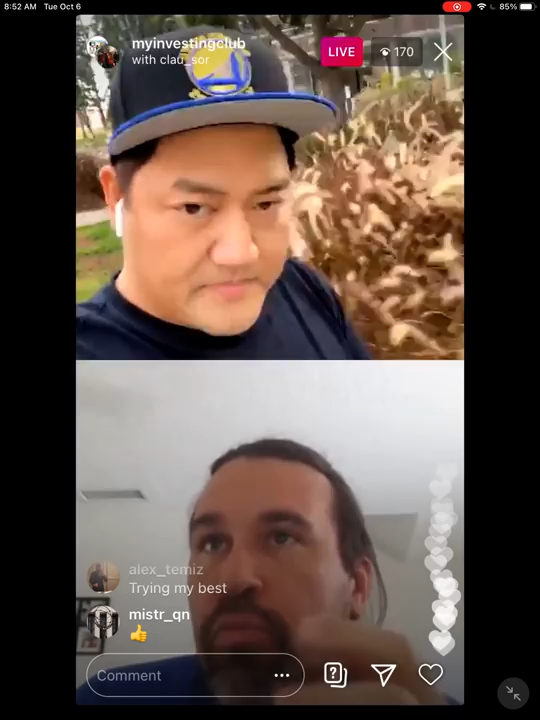 8:52 AM Tue Oct 6
85%
myinvestingclub
with clau_sor
LIVE
170
alex_temiz
Trying my best
mistr_qn
👍
Comment